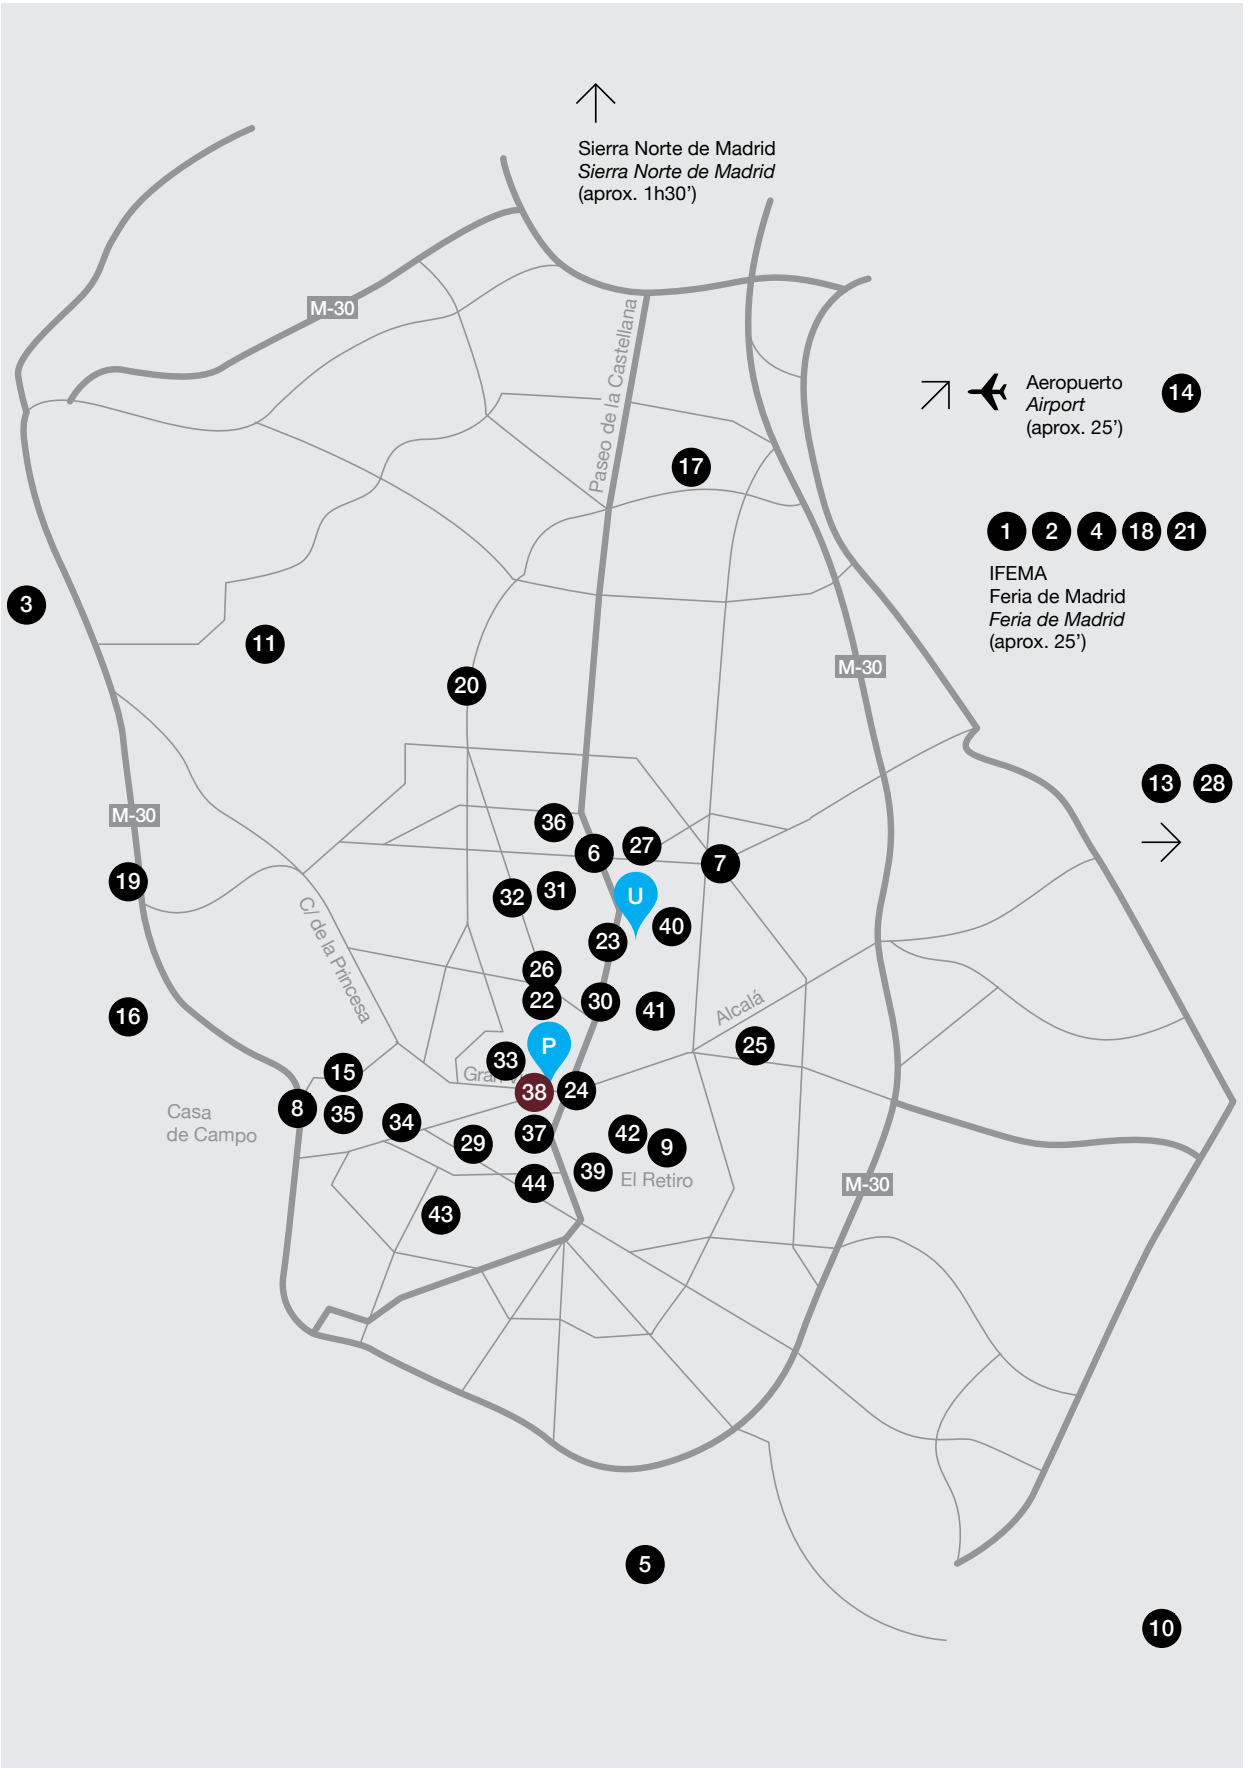 Sierra Norte de Madrid
Sierra Norte de Madrid
(aprox. 1h30’)
M-30
Paseo de la Castellana
Aeropuerto
Airport
(aprox. 25’)
14
17
1 2 4 18 21
IFEMA
Feria de Madrid
Feria de Madrid
(aprox. 25’)
3
11
M-30
20
13 28
M-30
36
6
27
7
19
32
31
U
40
C/ de la Princesa
23
26
22
30
41
Alcalá
16
P
25
33
15
Gran
38
24
8
35
Casa
de Campo
34
29
37
42
9
39
El Retiro
44
M-30
43
5
10